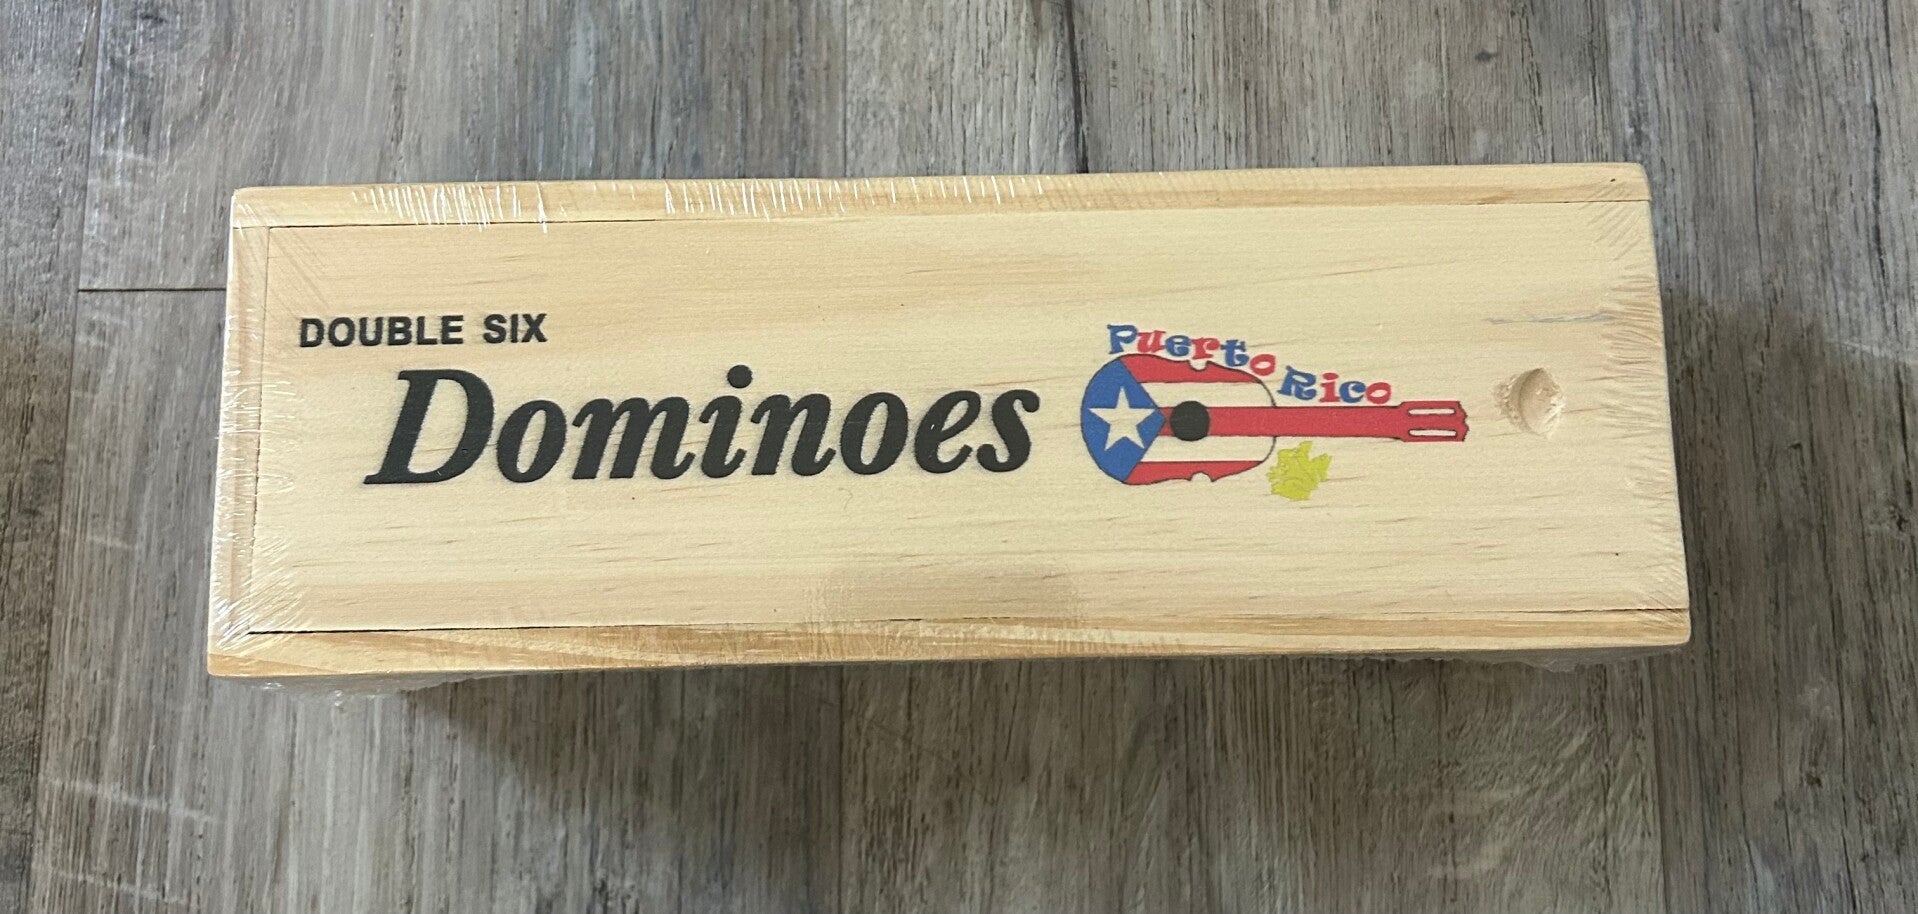 DOUBLE SIX
Dominoes
Puerto Rico